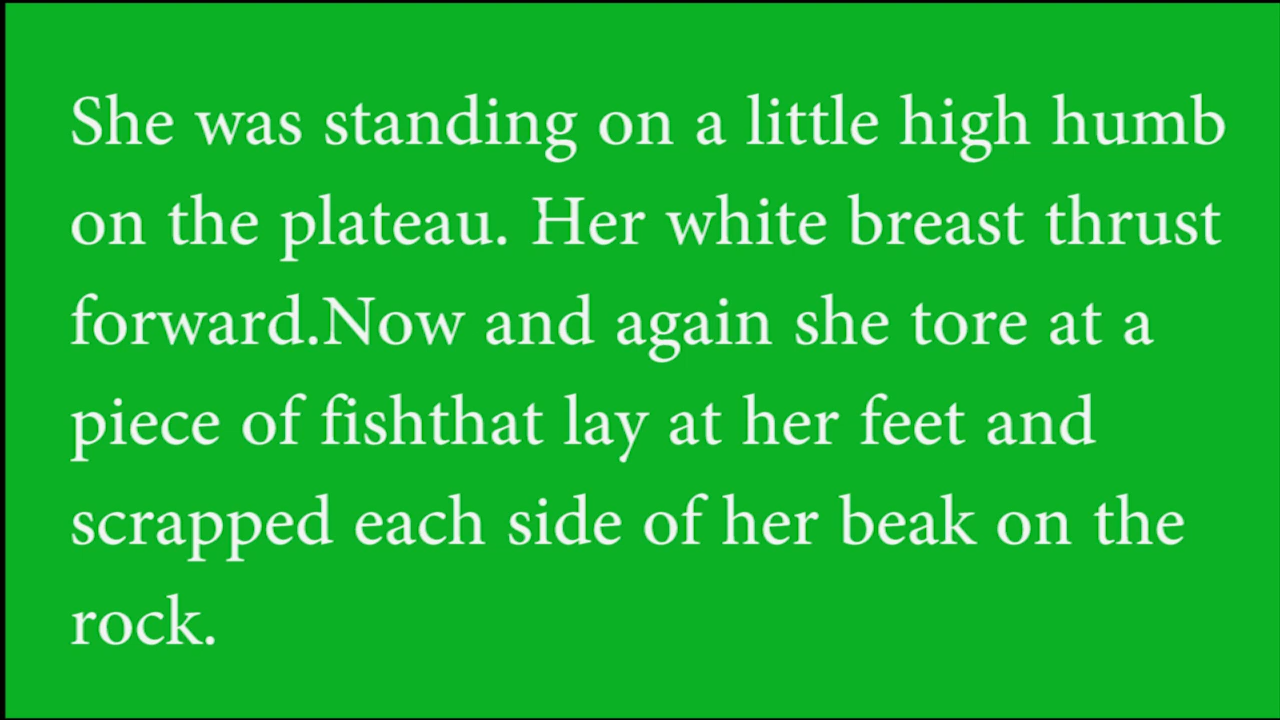 She was standing on a little high humb
on the plateau. Her white breast thrust
forward.Now and again she tore at a
piece of fishthat lay at her feet and
scrapped each side of her beak on the
rock.